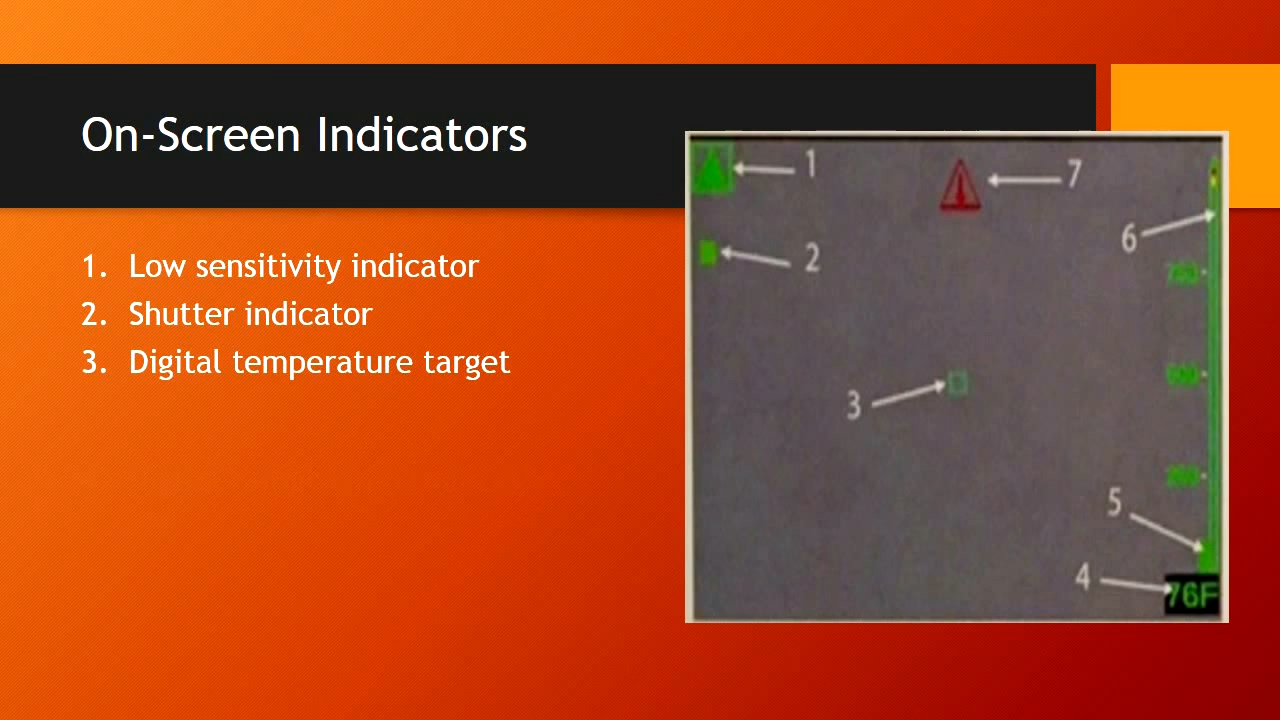 On-Screen Indicators
1. Low sensitivity indicator
2. Shutter indicator
3. Digital temperature target
1
7
6
2
3
5
4
76F